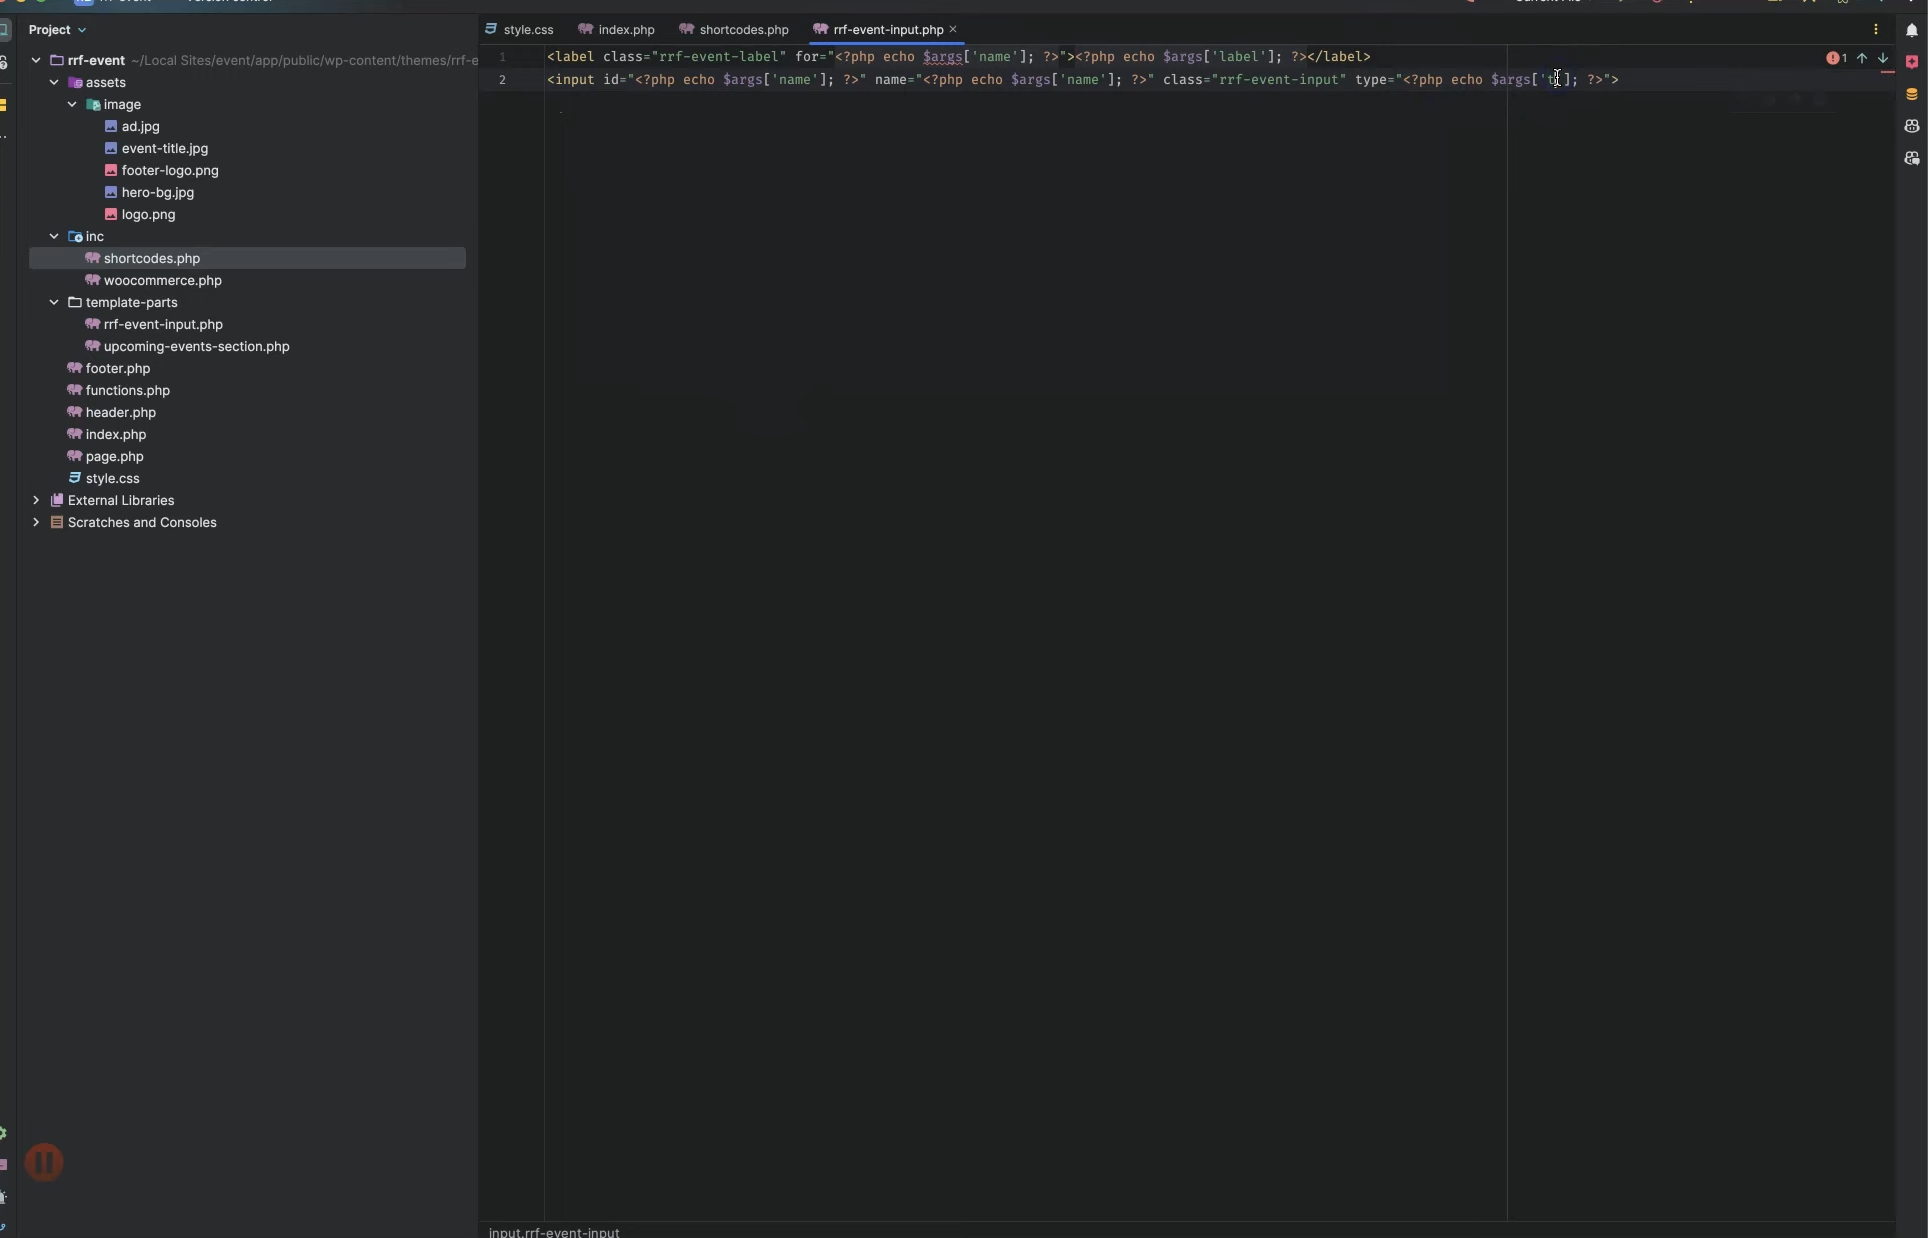 Project
rrf-event ~/Local Sites/event/app/public/wp-content/themes/rrf-e
assets
image
ad.jpg
event-title.jpg
footer-logo.png
hero-bg.jpg
logo.png
inc
shortcodes.php
woocommerce.php
template-parts
rrf-event-input.php
upcoming-events-section.php
footer.php
functions.php
header.php
index.php
page.php
style.css
External Libraries
Scratches and Consoles
style.css index.php shortcodes.php rrf-event-input.php
1 <label class="rrf-event-label" for="<?php echo $args['name']; ?>"><?php echo $args['label']; ?></label>
2 <input id="<?php echo $args['name']; ?>" name="<?php echo $args['name']; ?>" class="rrf-event-input" type="<?php echo $args['t']; ?>">
1
input.rrf-event-input